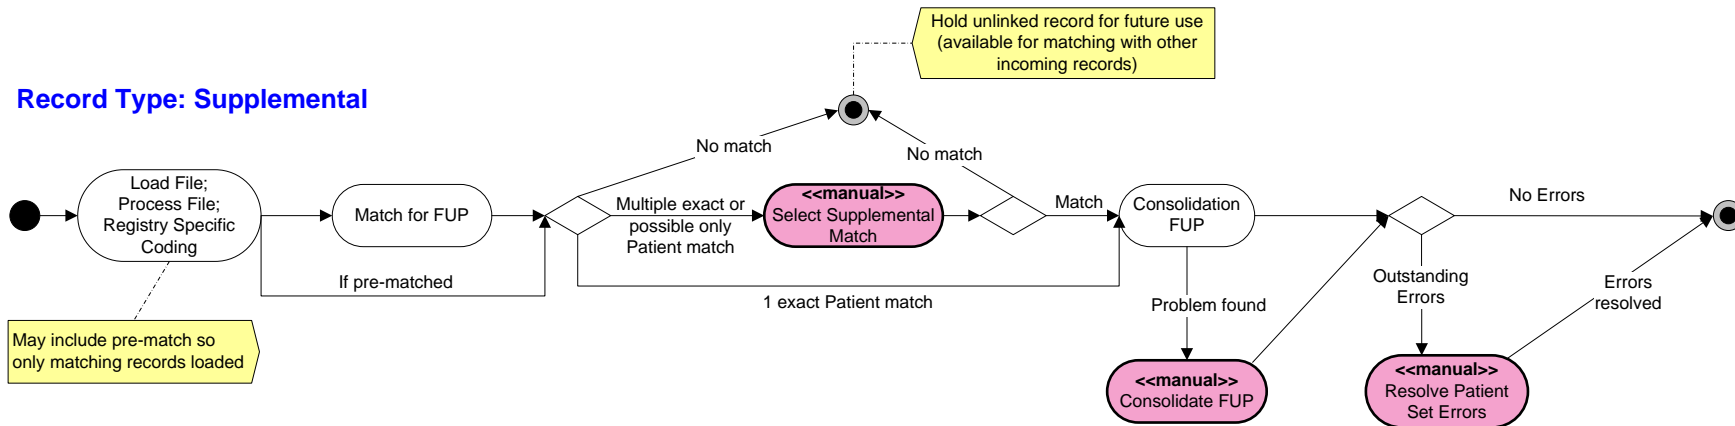 Hold unlinked record for future use
(available for matching with other
incoming records)
Record Type: Supplemental
No match
No match
Load File;
Process File;
Registry Specific
Coding
Match for FUP
Multiple exact or
possible only
Patient match
<<manual>>
Select Supplemental
Match
Match
Consolidation
FUP
No Errors
If pre-matched
1 exact Patient match
Problem found
Outstanding
Errors
Errors
resolved
May include pre-match so
only matching records loaded
<<manual>>
Consolidate FUP
<<manual>>
Resolve Patient
Set Errors